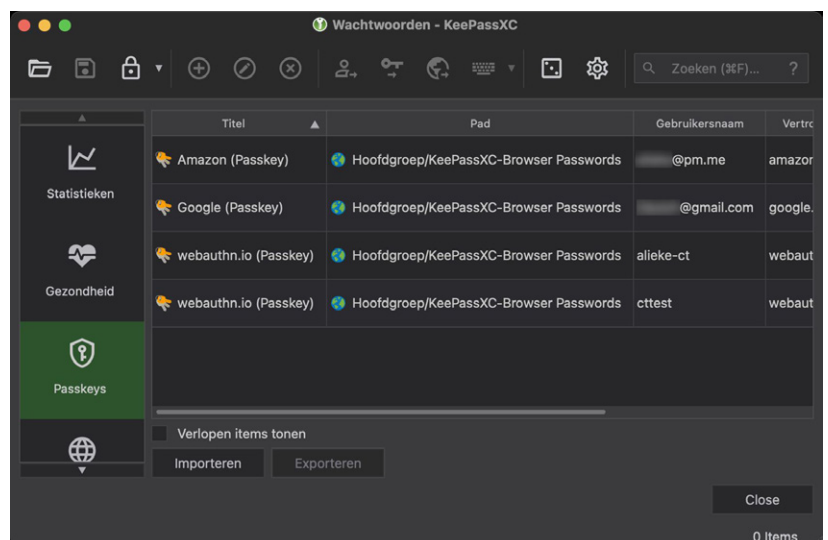 Wachtwoorden - KeePassXC
Zoeken (⌘F)... ?
Statistieken
Gezondheid
Passkeys
Titel Pad Gebruikersnaam Vertro
Amazon (Passkey) Hoofdgroep/KeePassXC-Browser Passwords @pm.me amazon
Google (Passkey) Hoofdgroep/KeePassXC-Browser Passwords @gmail.com google.
webauthn.io (Passkey) Hoofdgroep/KeePassXC-Browser Passwords alieke-ct webaut
webauthn.io (Passkey) Hoofdgroep/KeePassXC-Browser Passwords cttest webaut
Verlopen items tonen
Importeren Exporteren
Close
0 Items